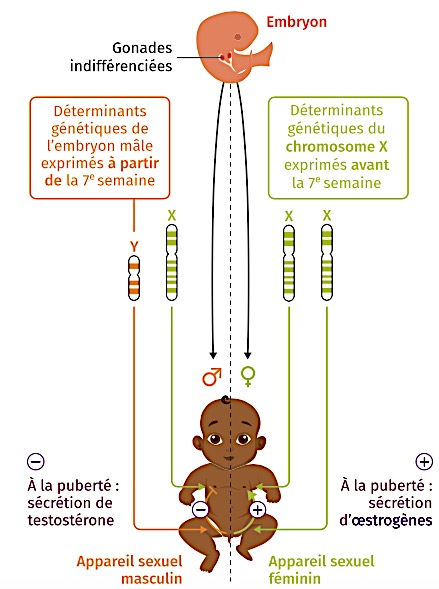 Embryon
Gonades
indifférenciées
Déterminants
génétiques de
l'embryon mâle
exprimés à partir
de la 7e semaine
Déterminants
génétiques du
chromosome X
exprimés avant
la 7e semaine
X
Y
X
X
♂ ♀
−
À la puberté :
sécrétion de
testostérone
+
À la puberté :
sécrétion
d'œstrogènes
− +
Appareil sexuel
masculin
Appareil sexuel
féminin